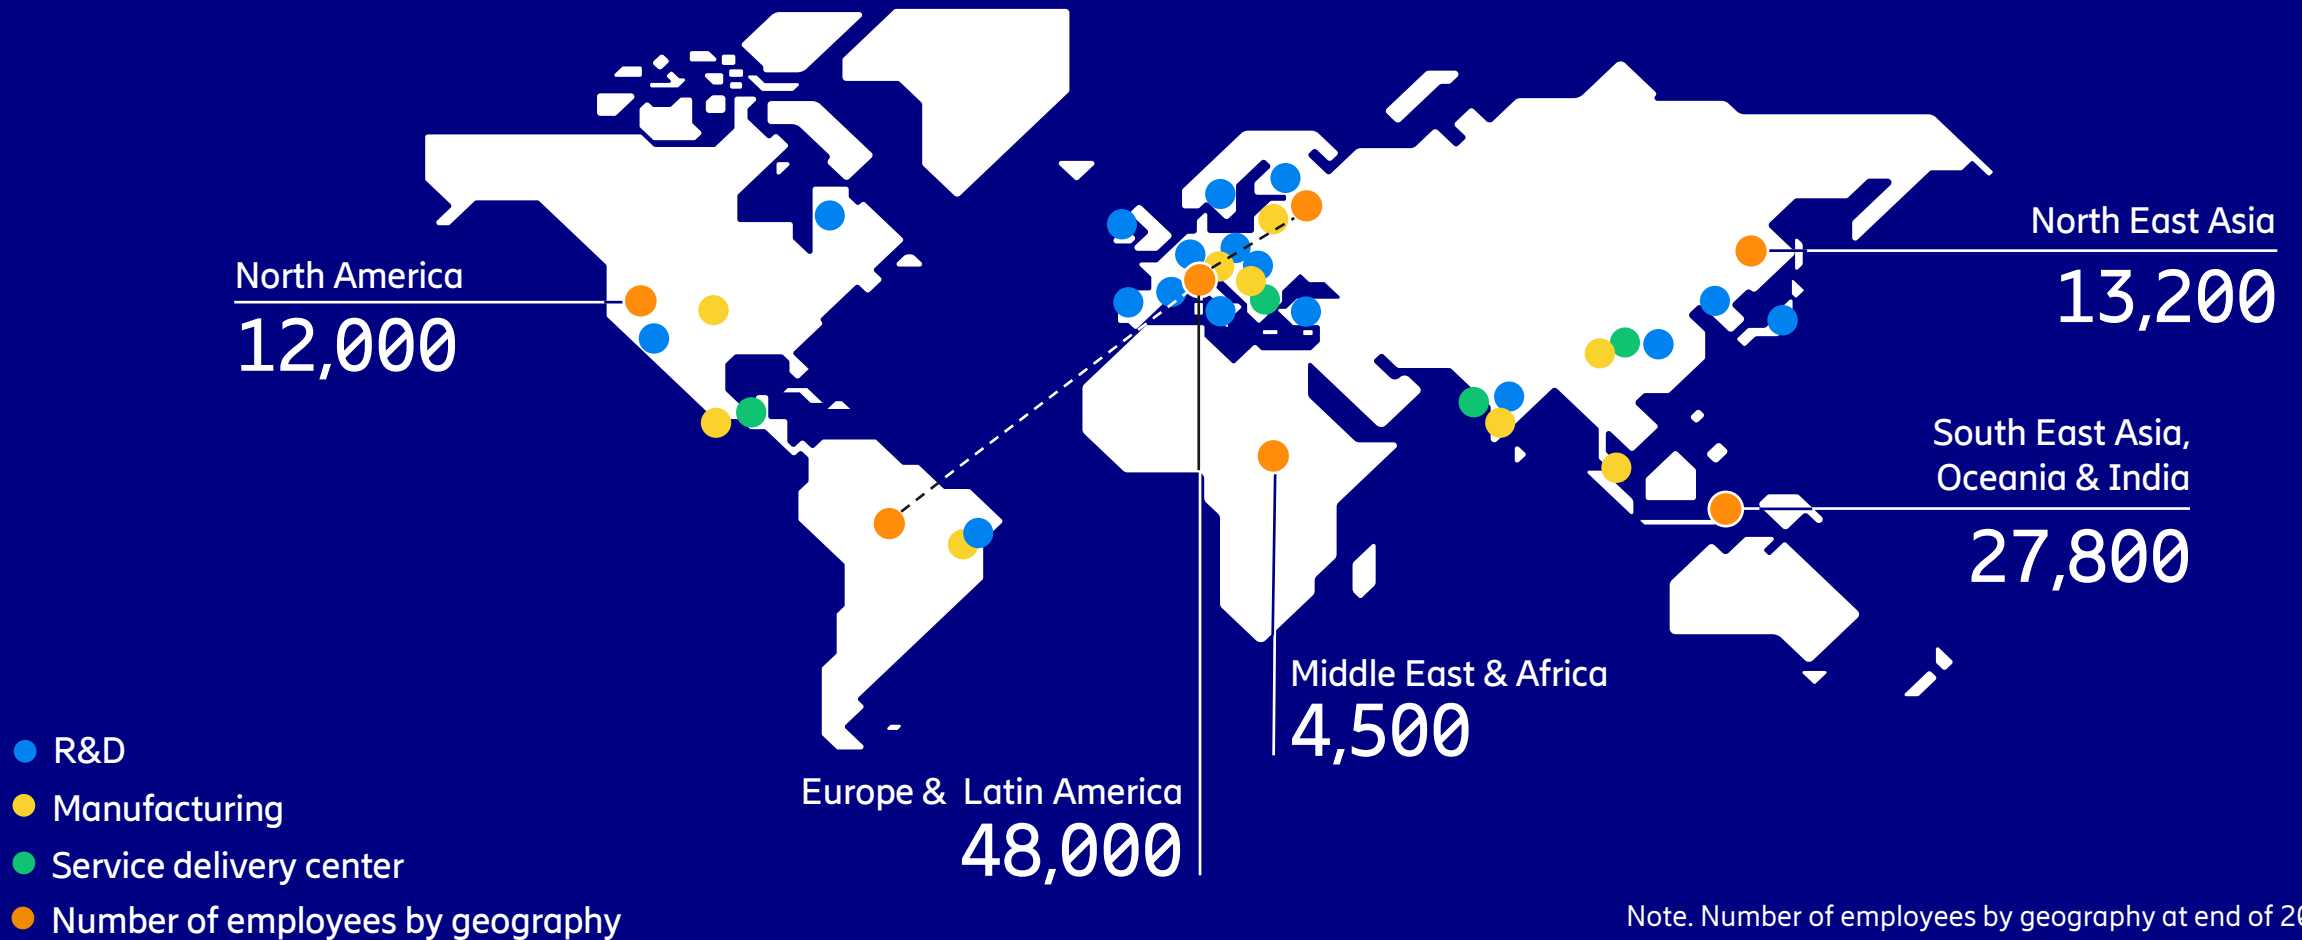 North America
12,000
North East Asia
13,200
South East Asia,
Oceania & India
27,800
Middle East & Africa
4,500
Europe & Latin America
48,000
R&D
Manufacturing
Service delivery center
Number of employees by geography
Note. Number of employees by geography at end of